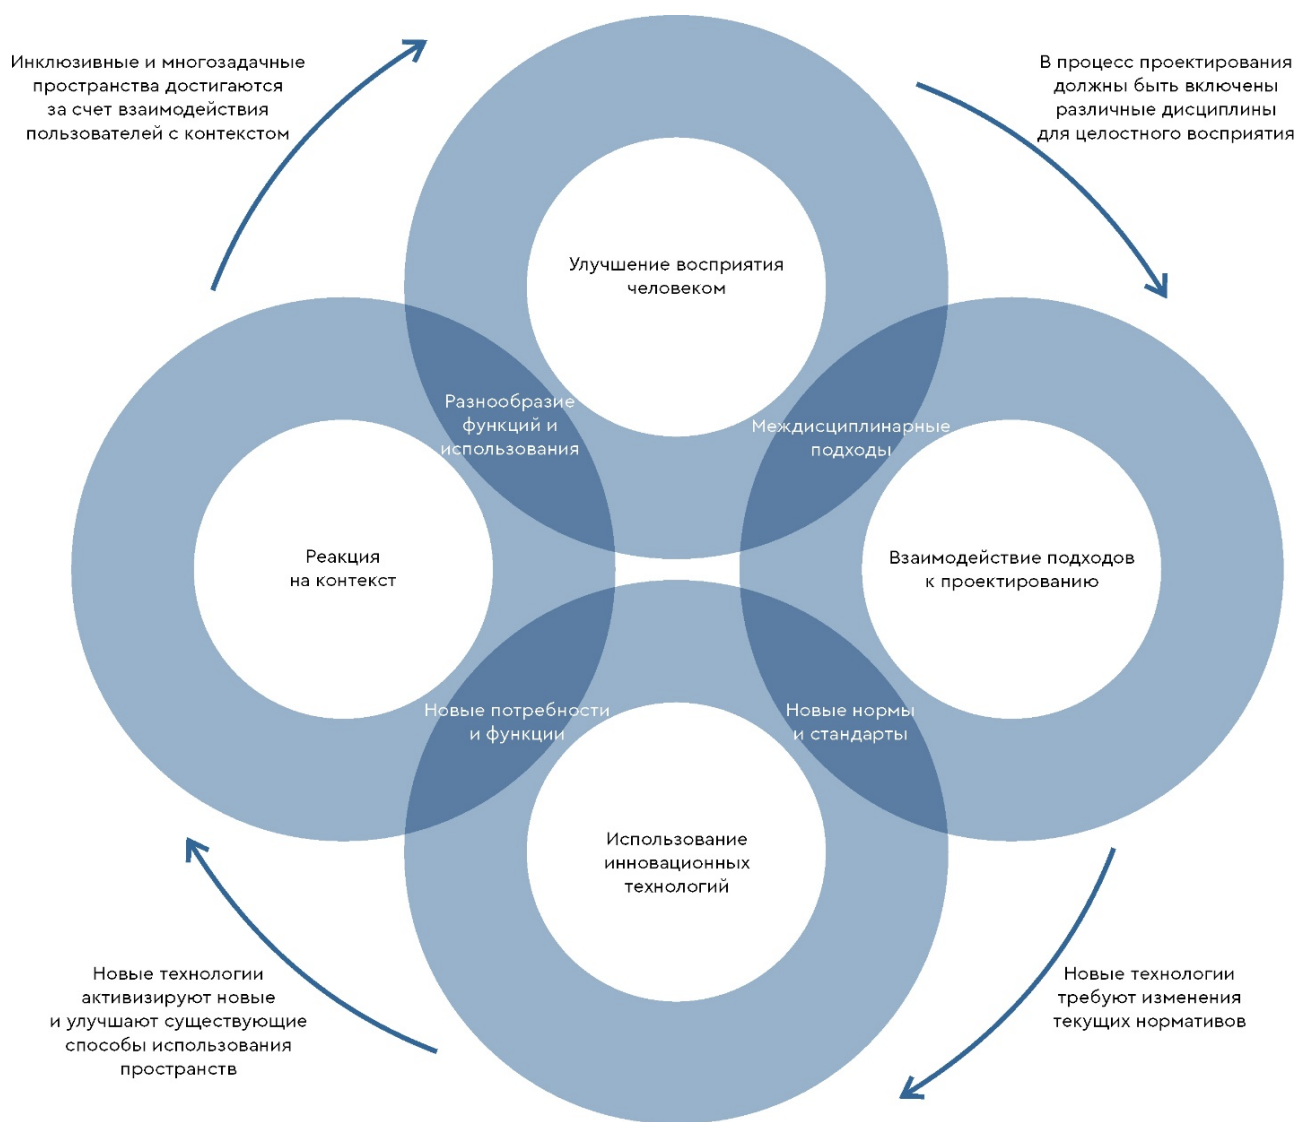 Инклюзивные и многозадачные
пространства достигаются
за счет взаимодействия
пользователей с контекстом
В процесс проектирования
должны быть включены
различные дисциплины
для целостного восприятия
Улучшение восприятия
человеком
Разнообразие
функций и
использования
Междисциплинарные
подходы
Реакция
на контекст
Взаимодействие подходов
к проектированию
Новые потребности
и функции
Новые нормы
и стандарты
Использование
инновационных
технологий
Новые технологии
активизируют новые
и улучшают существующие
способы использования
пространств
Новые технологии
требуют изменения
текущих нормативов